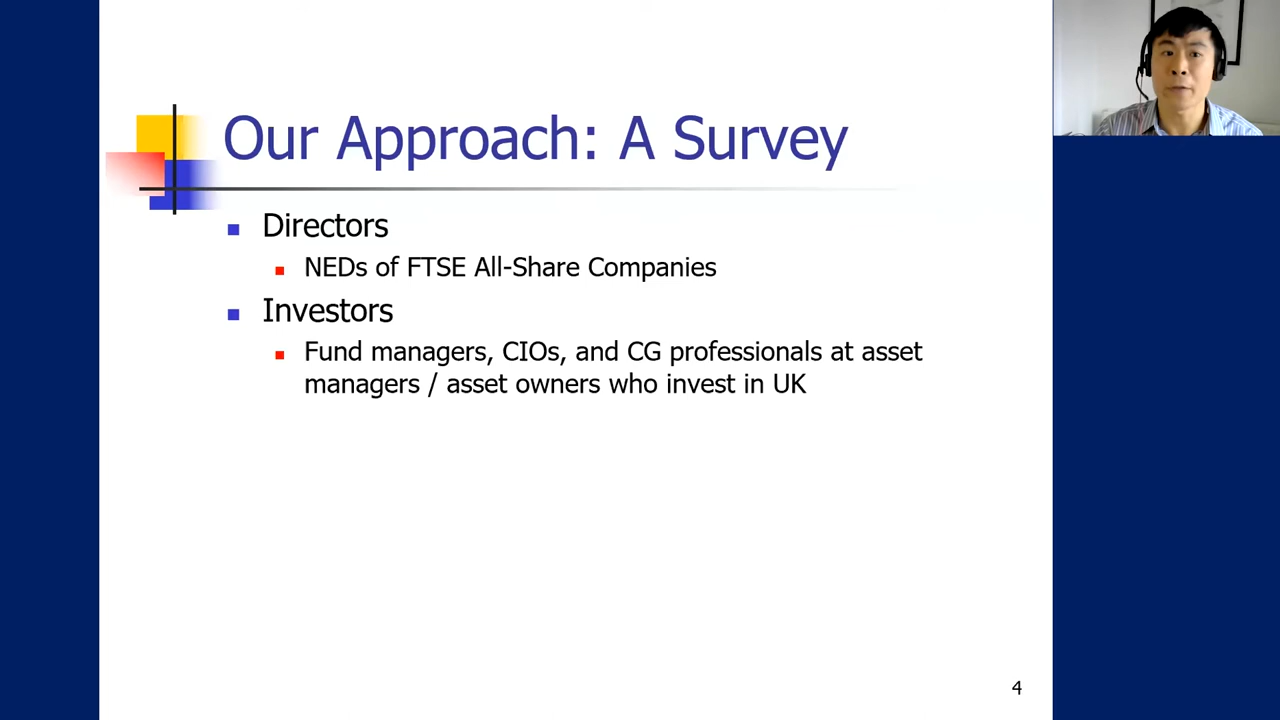 Our Approach: A Survey
Directors
NEDs of FTSE All-Share Companies
Investors
Fund managers, CIOs, and CG professionals at asset
managers / asset owners who invest in UK
4